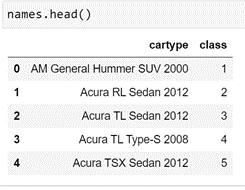 names.head()
cartype class
0 AM General Hummer SUV 2000 1
1 Acura RL Sedan 2012 2
2 Acura TL Sedan 2012 3
3 Acura TL Type-S 2008 4
4 Acura TSX Sedan 2012 5